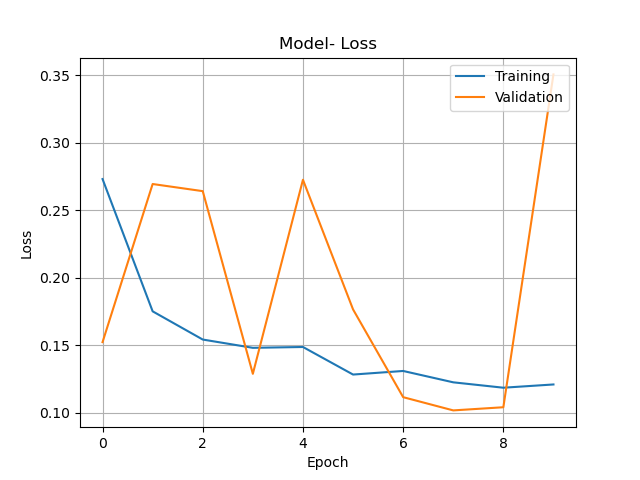 Model- Loss
0.35
0.30
0.25
0.20
0.15
0.10
Loss
Training
Validation
0 2 4 6 8
Epoch